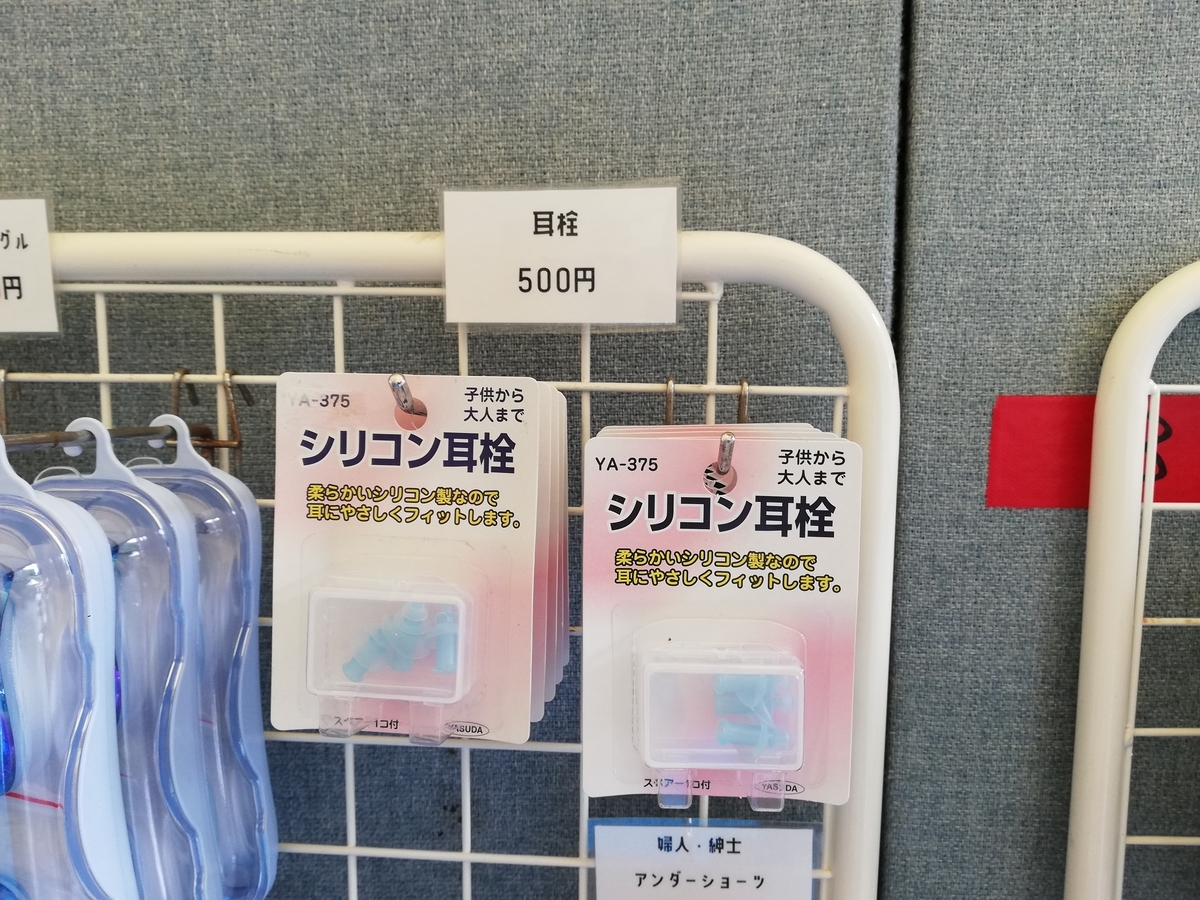 グル
円
耳栓
500円
YA-375
子供から
大人まで
シリコン耳栓
柔らかいシリコン製なので
耳にやさしくフィットします。
1コ付
YASUDA
YA-375
子供から
大人まで
シリコン耳栓
柔らかいシリコン製なので
耳にやさしくフィットします。
スペアー1コ付
YASUDA
婦人・紳士
アンダーショーツ